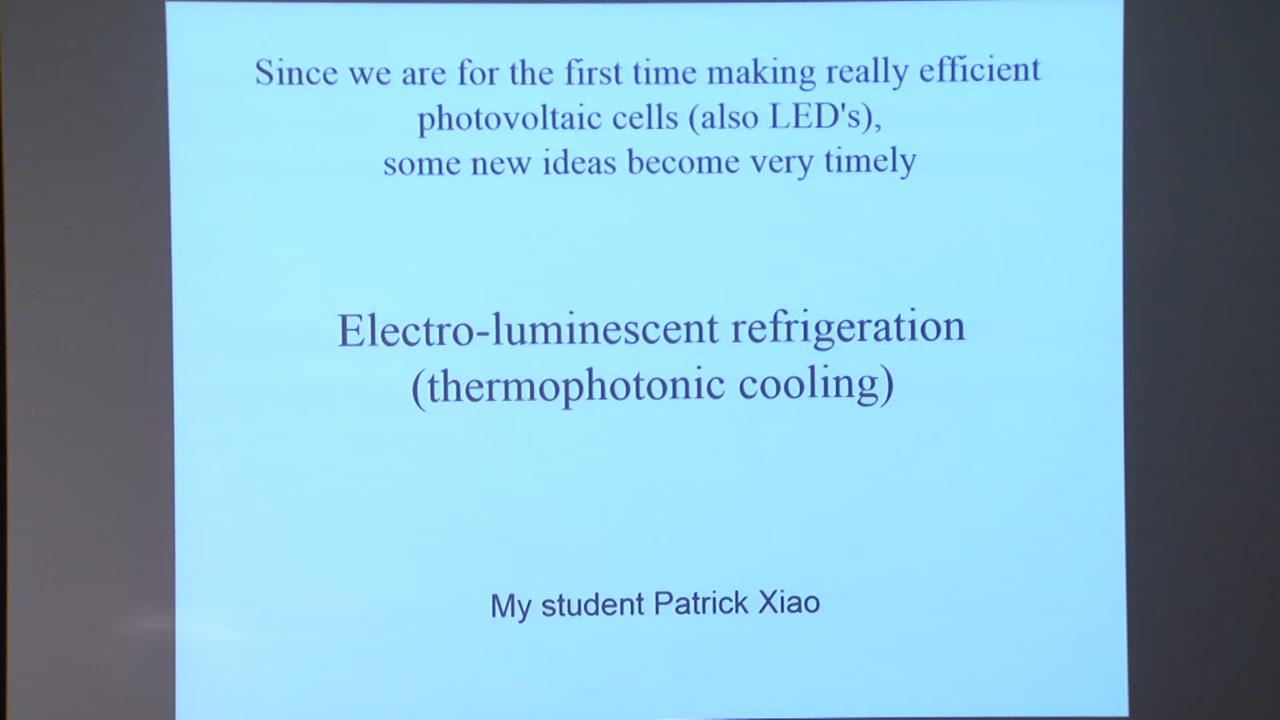 Since we are for the first time making really efficient
photovoltaic cells (also LED's),
some new ideas become very timely
Electro-luminescent refrigeration
(thermophotonic cooling)
My student Patrick Xiao